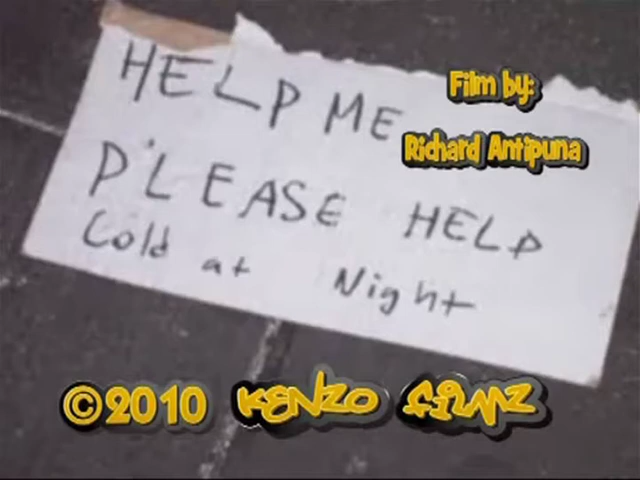 HELP ME
Film by:
Richard Antipuna
PLEASE HELP
Cold at Night
©2010 KENZO filmz